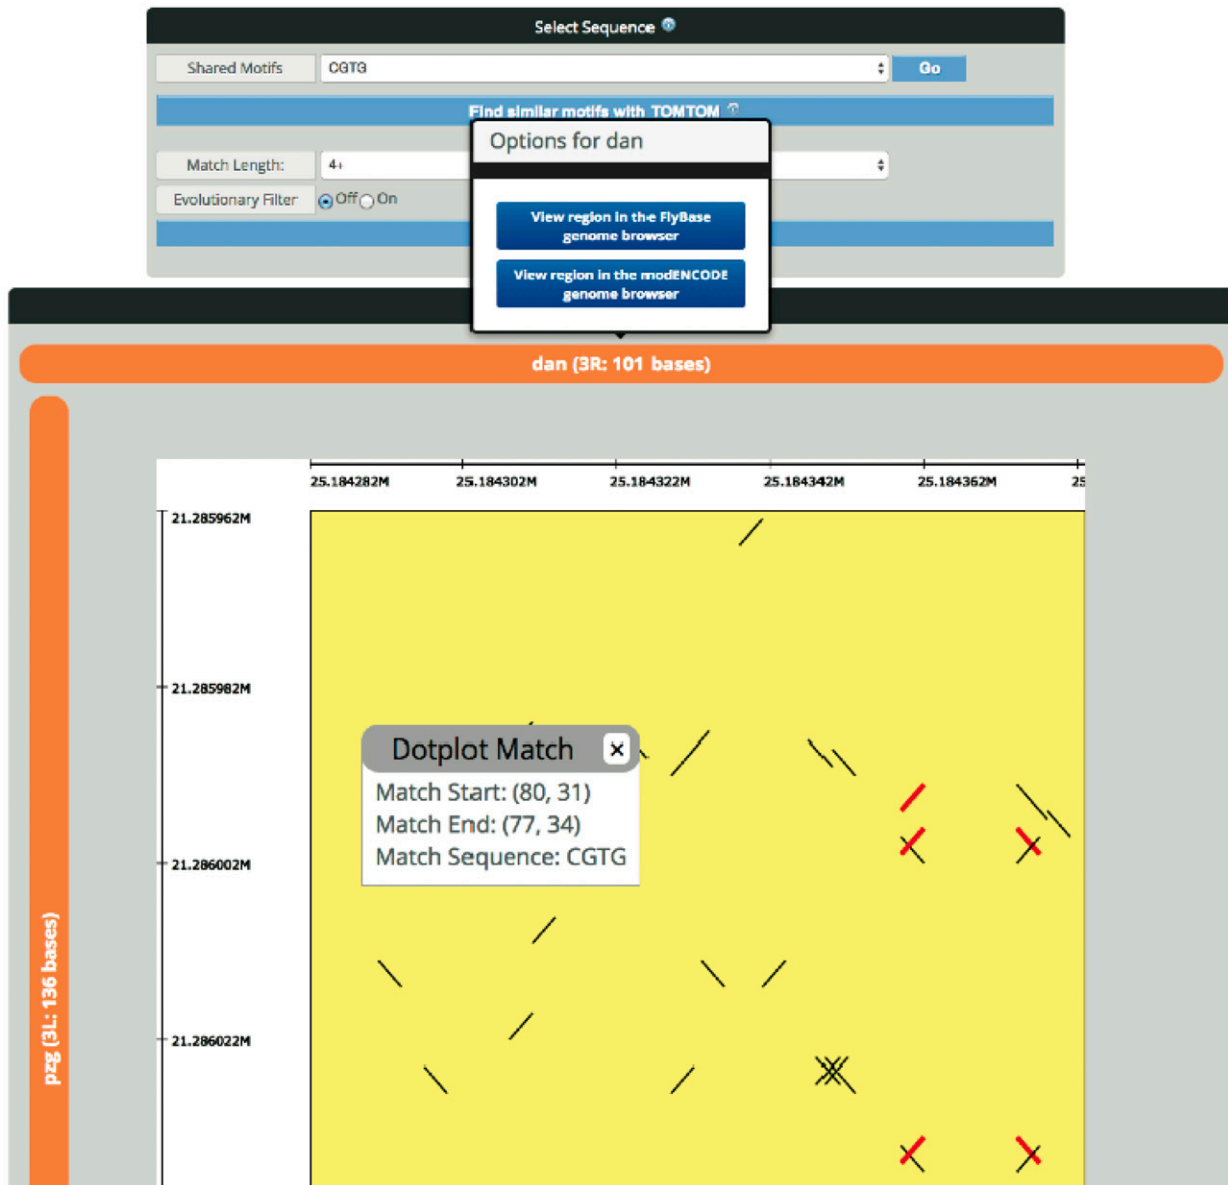 Select Sequence
Shared Motifs
CGTG
Go
Find similar motifs with TOMTOM
Options for dan
Match Length:
4+
Evolutionary Filter
Off
On
View region in the FlyBase
genome browser
View region in the modENCODE
genome browser
dan (3R: 101 bases)
25.184282M 25.184302M 25.184322M 25.184342M 25.184362M 25
21.285962M
21.285982M
Dotplot Match ×
Match Start: (80, 31)
Match End: (77, 34)
Match Sequence: CGTG
21.286002M
pzg (3L: 136 bases)
21.286022M